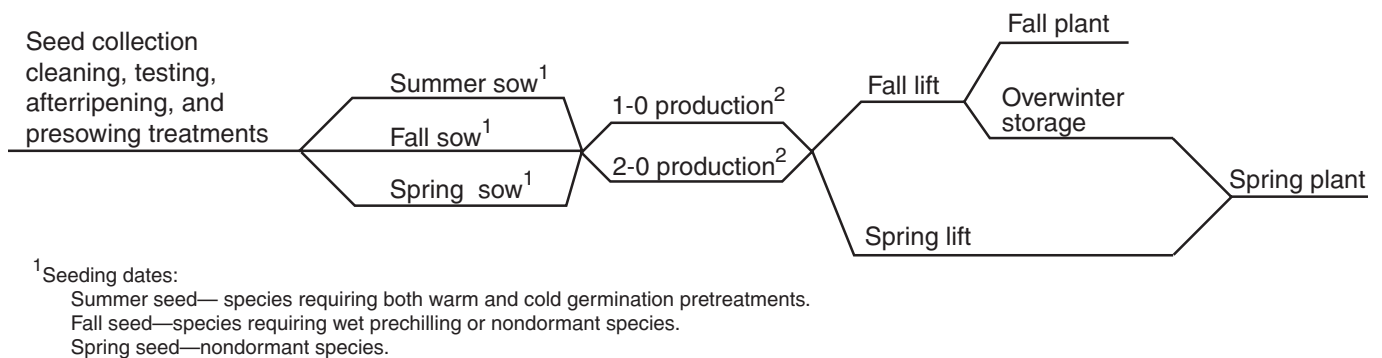 Seed collection
cleaning, testing,
afterripening, and
presowing treatments
Summer sow1
Fall sow1
Spring sow1
1-0 production2
2-0 production2
Fall lift
Spring lift
Fall plant
Overwinter
storage
Spring plant
1Seeding dates:
Summer seed— species requiring both warm and cold germination pretreatments.
Fall seed—species requiring wet prechilling or nondormant species.
Spring seed—nondormant species.